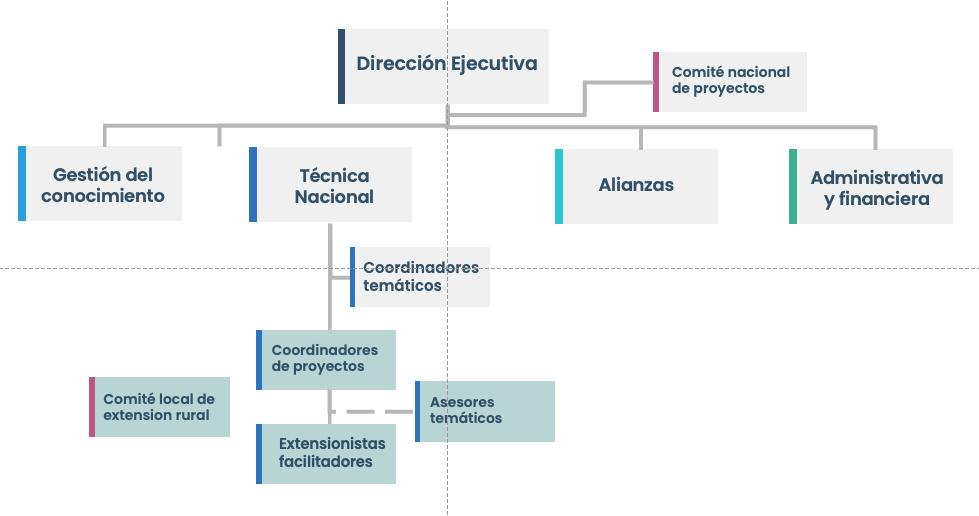 Dirección Ejecutiva
Comité nacional
de proyectos
Gestión del
conocimiento
Técnica
Nacional
Alianzas
Administrativa
y financiera
Coordinadores
temáticos
Coordinadores
de proyectos
Comité local de
extension rural
Asesores
temáticos
Extensionistas
facilitadores